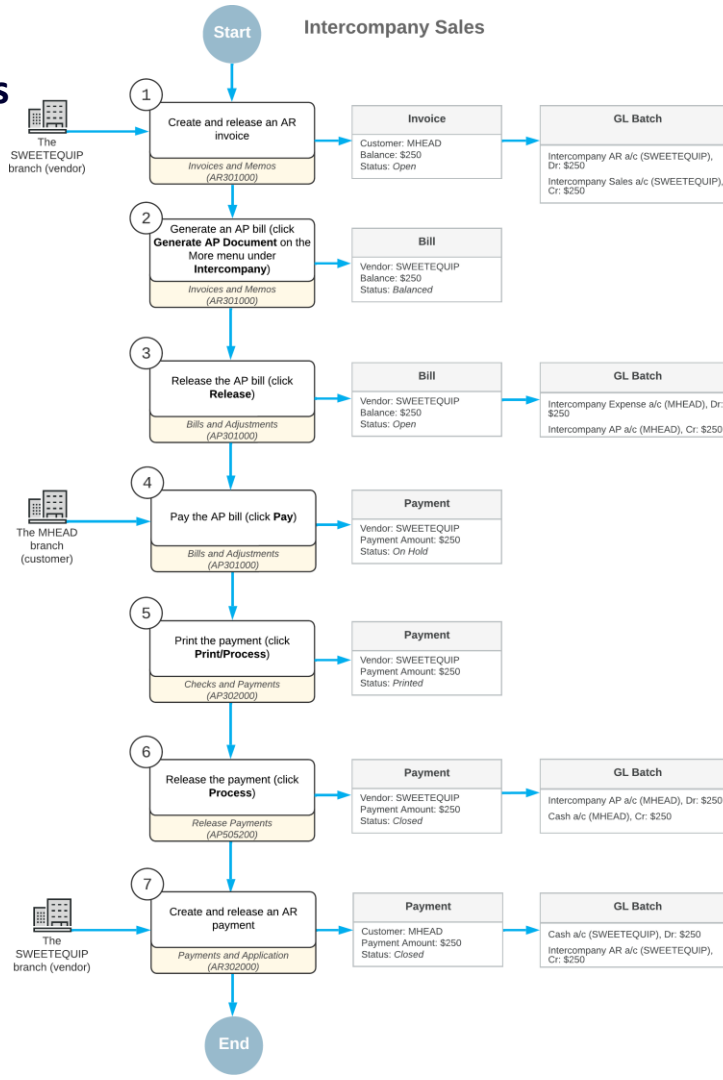 Start
Intercompany Sales
s
1
Create and release an AR
invoice
Invoices and Memos
(AR301000)
The
SWEETEQUIP
branch (vendor)
Invoice
Customer: MHEAD
Balance: $250
Status: Open
GL Batch
Intercompany AR a/c (SWEETEQUIP),
Dr: $250
Intercompany Sales a/c (SWEETEQUIP),
Cr: $250
2
Generate an AP bill (click
Generate AP Document on the
More menu under
Intercompany)
Invoices and Memos
(AR301000)
Bill
Vendor: SWEETEQUIP
Balance: $250
Status: Balanced
3
Release the AP bill (click
Release)
Bills and Adjustments
(AP301000)
Bill
Vendor: SWEETEQUIP
Balance: $250
Status: Open
GL Batch
Intercompany Expense a/c (MHEAD), Dr:
$250
Intercompany AP a/c (MHEAD), Cr: $250
4
Pay the AP bill (click Pay)
Bills and Adjustments
(AP301000)
The MHEAD
branch
(customer)
Payment
Vendor: SWEETEQUIP
Payment Amount: $250
Status: On Hold
5
Print the payment (click
Print/Process)
Checks and Payments
(AP302000)
Payment
Vendor: SWEETEQUIP
Payment Amount: $250
Status: Printed
6
Release the payment (click
Process)
Release Payments
(AP505200)
Payment
Vendor: SWEETEQUIP
Payment Amount: $250
Status: Closed
GL Batch
Intercompany AP a/c (MHEAD), Dr: $250
Cash a/c (MHEAD), Cr: $250
7
Create and release an AR
payment
Payments and Application
(AR302000)
The
SWEETEQUIP
branch (vendor)
Payment
Customer: MHEAD
Payment Amount: $250
Status: Closed
GL Batch
Cash a/c (SWEETEQUIP), Dr: $250
Intercompany AR a/c (SWEETEQUIP),
Cr: $250
End